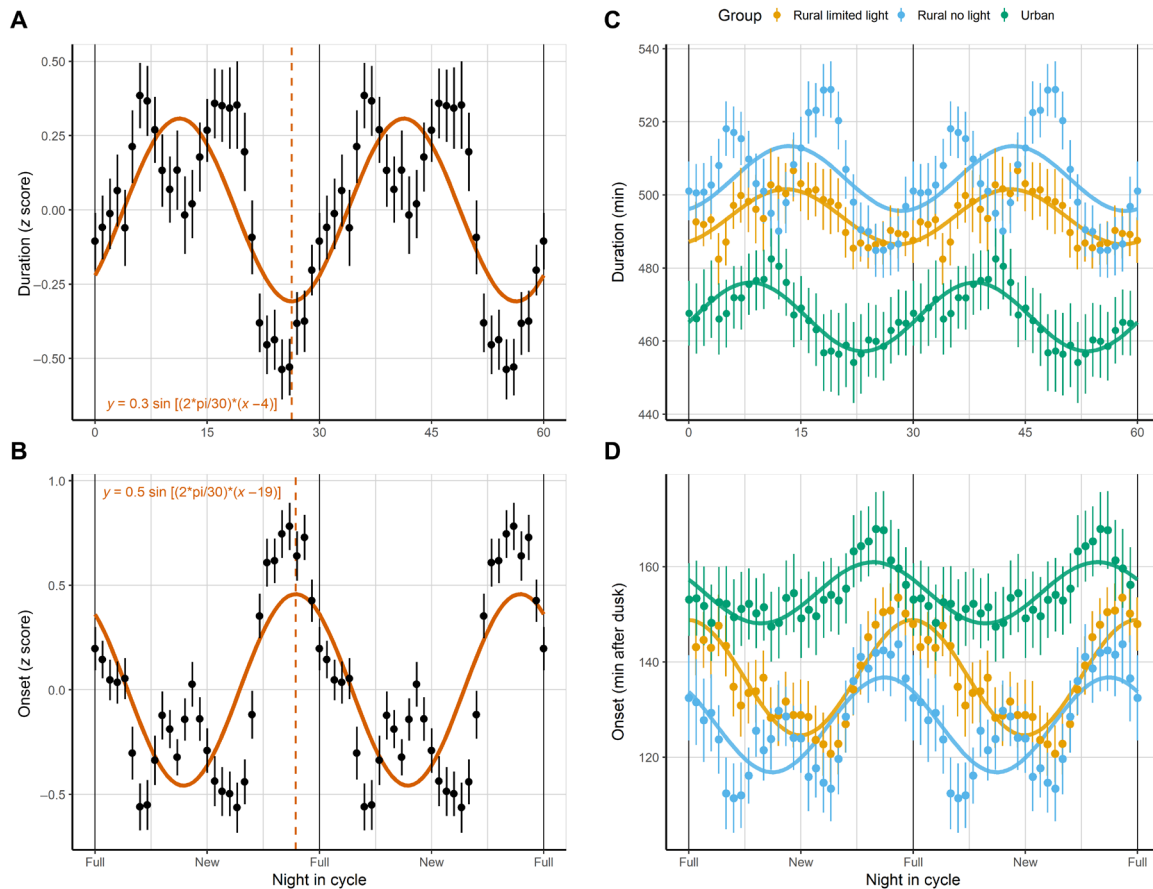 A
Duration (z score)
0.50
0.25
0.00
−0.25
−0.50
y = 0.3 sin [(2*pi/30)*(x −4)]
0
15
30
45
60
Group
Rural limited light
Rural no light
Urban
C
Duration (min)
540
520
500
480
460
440
0
15
30
45
60
B
Onset (z score)
1.0
0.5
0.0
−0.5
y = 0.5 sin [(2*pi/30)*(x −19)]
Full
New
Full
New
Full
Night in cycle
D
Onset (min after dusk)
160
140
120
Full
New
Full
New
Full
Night in cycle